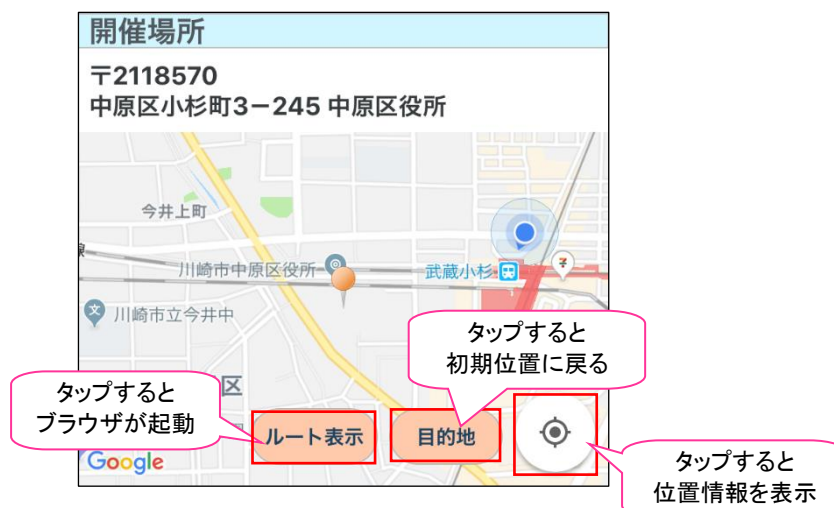 開催場所
〒2118570
中原区小杉町3－245 中原区役所
今井上町
川崎市中原区役所
武蔵小杉
7
文
川崎市立今井中
タップすると
初期位置に戻る
区
タップすると
ブラウザが起動
ルート表示
目的地
Google
タップすると
位置情報を表示